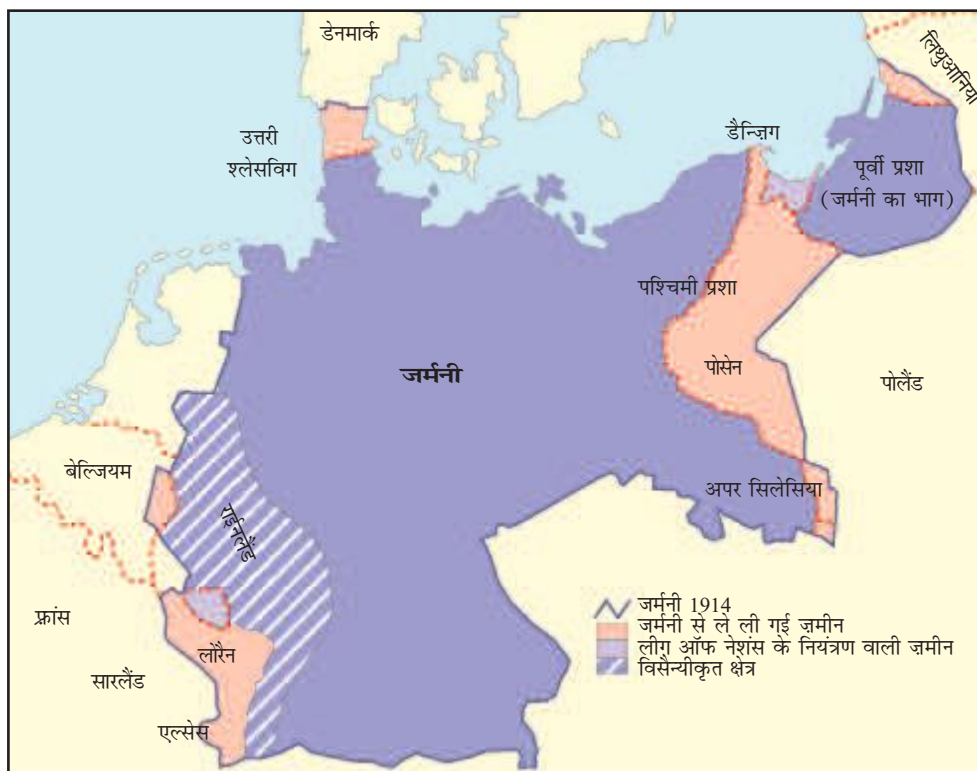 डेनमार्क
लिथुआनिया
उत्तरी
श्लेसविग
डैन्ज़िग
पूर्वी प्रशा
(जर्मनी का भाग)
पश्चिमी प्रशा
जर्मनी
पोसेन
पोलैंड
बेल्जियम
अपर सिलेसिया
राईनलैंड
फ़्रांस
लोरैन
सारलैंड
एल्सेस
जर्मनी 1914
जर्मनी से ले ली गई ज़मीन
लीग ऑफ नेशंस के नियंत्रण वाली ज़मीन
विसैन्यीकृत क्षेत्र